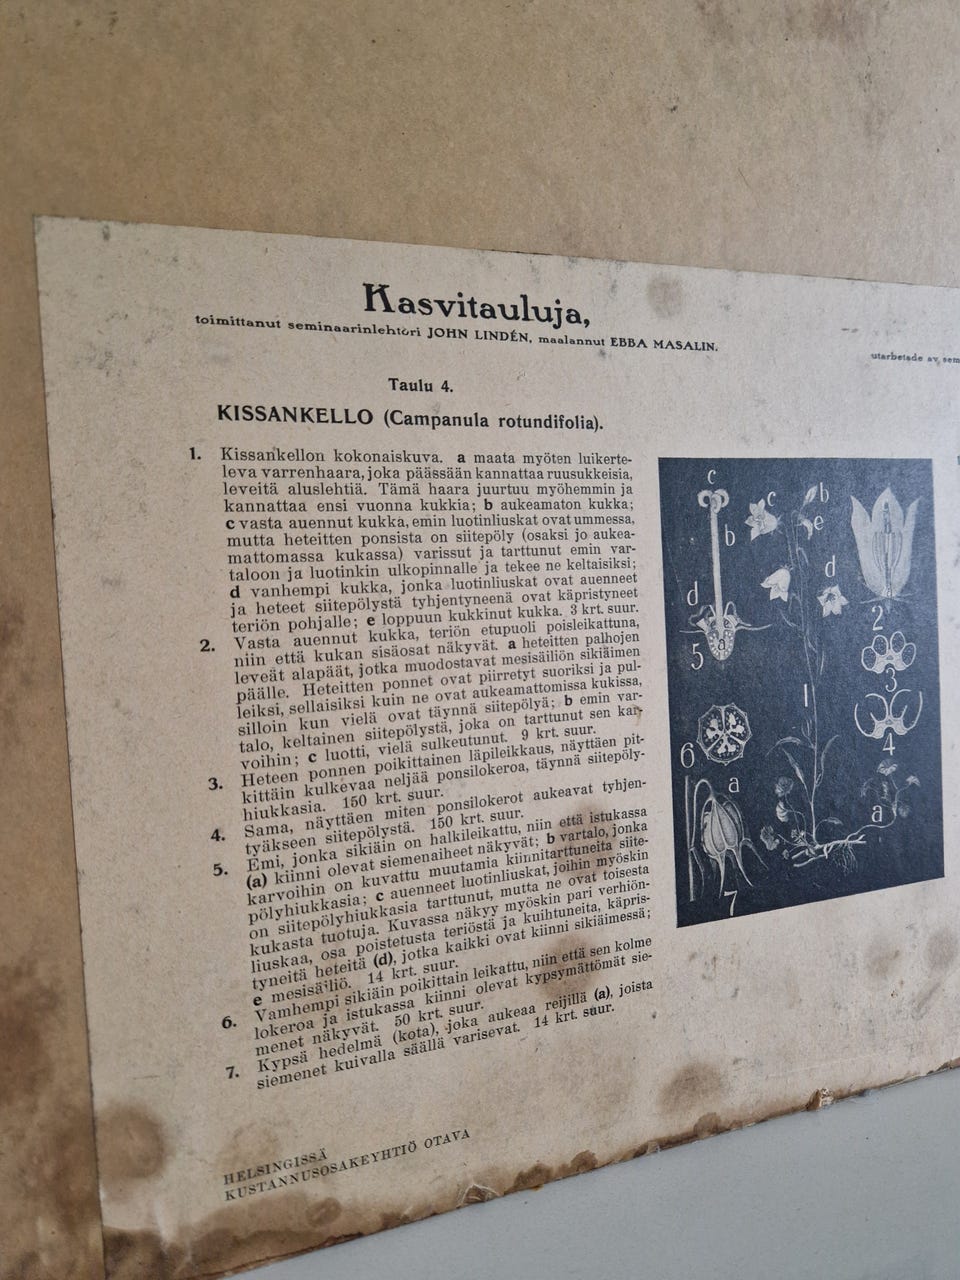 Kasvitauluja,
toimittanut seminaarinlehtori JOHN LINDÉN, maalannut EBBA MASALIN.
utarbetade av sem
Taulu 4.
KISSANKELLO (Campanula rotundifolia).
1. Kissankellon kokonaiskuva. a maata myöten luikerte-
leva varrenhaara, joka päässään kannattaa ruusukkeisia,
leveitä aluslehtiä. Tämä haara juurtuu myöhemmin ja
kannattaa ensi vuonna kukkia; b aukeamaton kukka;
c vasta auennut kukka, emin luotinliuskat ovat ummessa,
mutta heteitten ponsista on siitepöly (osaksi jo aukea-
mattomassa kukassa) varissut ja tarttunut emin var-
taloon ja luotinkin ulkopinnalle ja tekee ne keltaisiksi;
d vanhempi kukka, jonka luotinliuskat ovat auenneet
ja heteet siitepölystä tyhjentyneenä ovat käpristyneet
teriön pohjalle; e loppuun kukkinut kukka. 3 krt. suur.
2. Vasta auennut kukka, teriön etupuoli poisleikattuna,
niin että kukan sisäosat näkyvät. a heteitten palhojen
leveät alapäät, jotka muodostavat mesisäiliön sikiäimen
päälle. Heteitten ponnet ovat piirretyt suoriksi ja pul-
leiksi, sellaisiksi kuin ne ovat aukeamattomissa kukissa,
silloin kun vielä ovat täynnä siitepölyä; b emin var-
talo, keltainen siitepölystä, joka on tarttunut sen kar-
voihin; c luotti, vielä sulkeutunut. 9 krt. suur.
3. Heteen ponnen poikittainen läpileikkaus, näyttäen pit-
kittäin kulkevaa neljää ponsilokeroa, täynnä siitepöly-
hiukkasia. 150 krt. suur.
4. Sama, näyttäen miten ponsilokerot aukeavat tyhjen-
tyäkseen siitepölystä. 150 krt. suur.
5. Emi, jonka sikiäin on halkileikattu, niin että istukassa
(a) kiinni olevat siemenaiheet näkyvät; b vartalo, jonka
karvoihin on kuvattu muutamia kiinnitarttuneita siite-
pölyhiukkasia; c auenneet luotinliuskat, joihin myöskin
on siitepölyhiukkasia tarttunut, mutta ne ovat toisesta
kukasta tuotuja. Kuvassa näkyy myöskin pari verhiön-
liuskaa, osa poistetusta teriöstä ja kuihtuneita, käpris-
tyneitä heteitä (d), jotka kaikki ovat kiinni sikiäimessä;
e mesisäiliö. 14 krt. suur.
6. Vamhempi sikiäin poikittain leikattu, niin että sen kolme
lokeroa ja istukassa kiinni olevat kypsymättömät sie-
menet näkyvät. 50 krt. suur.
7. Kypsä hedelmä (kota), joka aukeaa reijillä (a), joista
siemenet kuivalla säällä varisevat. 14 krt. suur.
c c b
b e
d d
a
5 2
3
1
4
6
a a
7
HELSINGISSÄ
KUSTANNUSOSAKEYHTIÖ OTAVA